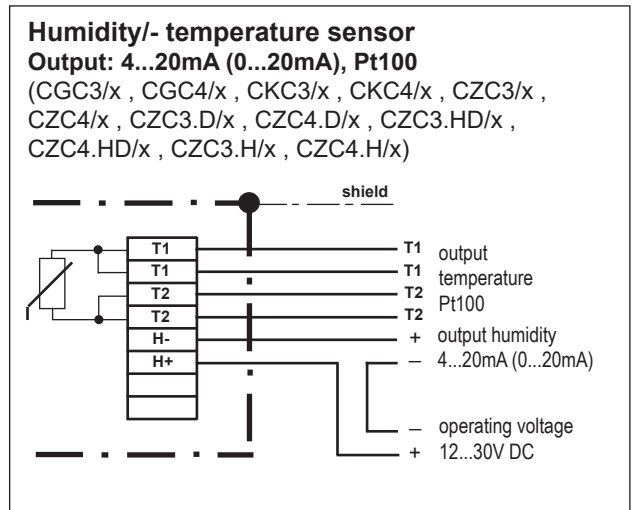 Humidity/- temperature sensor
Output: 4...20mA (0...20mA), Pt100
(CGC3/x , CGC4/x , CKC3/x , CKC4/x , CZC3/x ,
CZC4/x , CZC3.D/x , CZC4.D/x , CZC3.HD/x ,
CZC4.HD/x , CZC3.H/x , CZC4.H/x)
shield
T1 T1 output
T1 T1 temperature
T2 T2 Pt100
T2 T2
H- + output humidity
H+ – 4...20mA (0...20mA)
– operating voltage
+ 12...30V DC